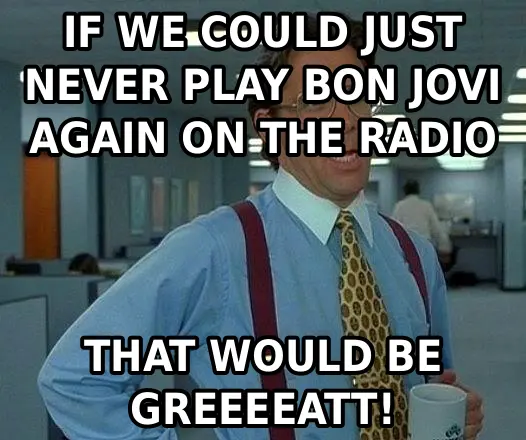 IF WE COULD JUST
NEVER PLAY BON JOVI
AGAIN ON THE RADIO
THAT WOULD BE
GREEEEATT!